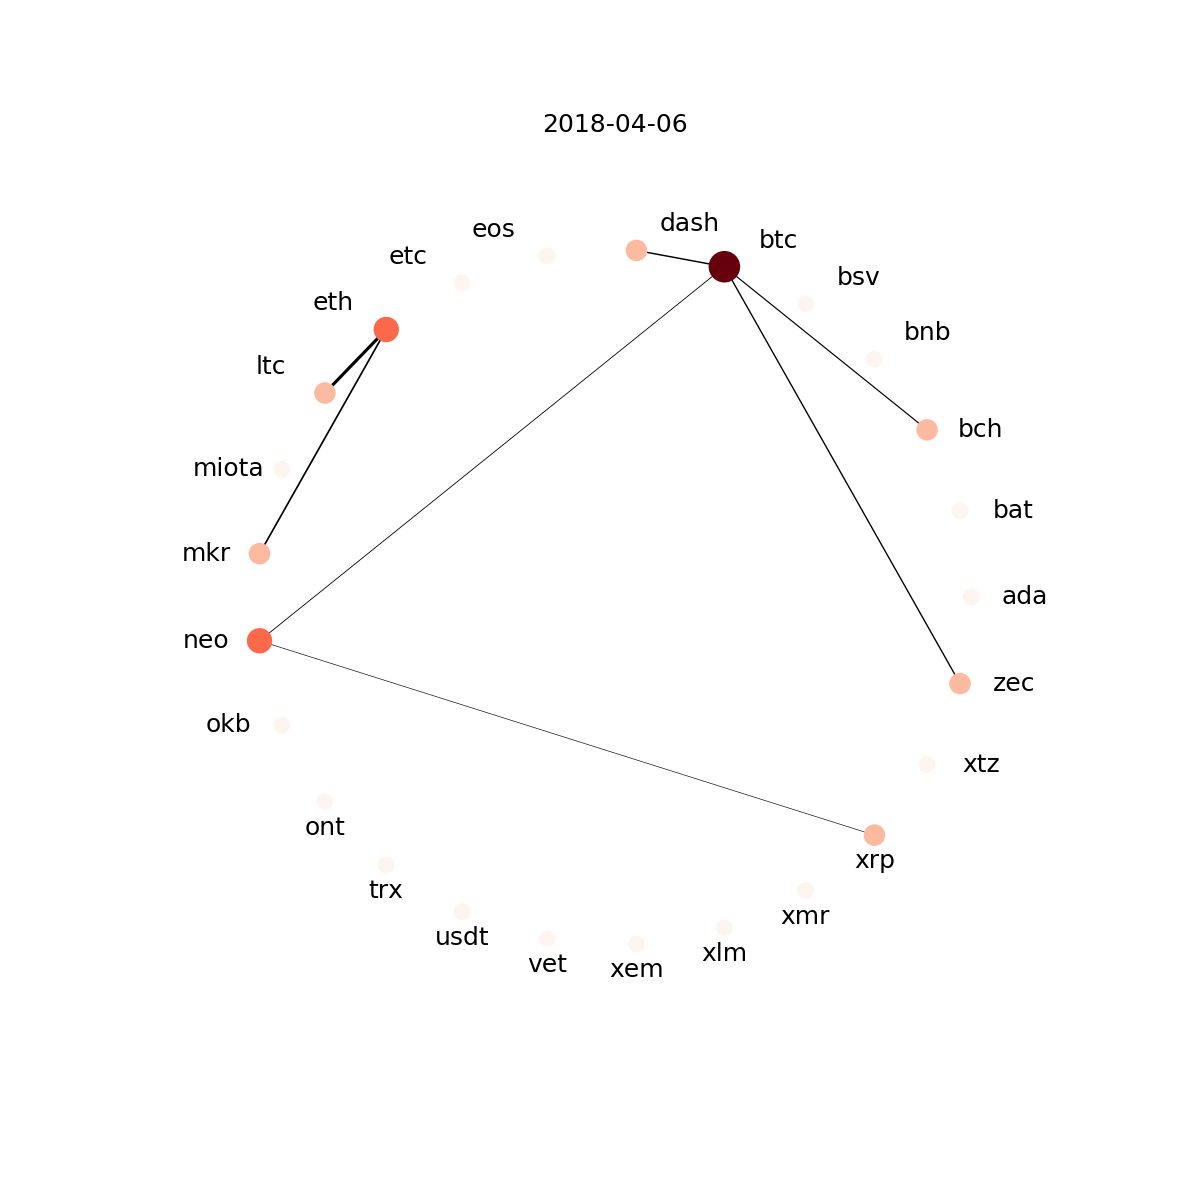 2018-04-06
dash
eos
btc
etc
bsv
eth
bnb
ltc
bch
miota
bat
mkr
ada
neo
zec
okb
xtz
ont
xrp
trx
xmr
usdt
xlm
vet
xem